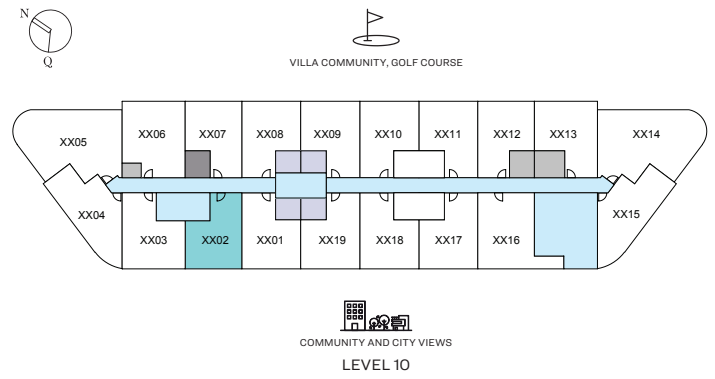 N
Q
VILLA COMMUNITY, GOLF COURSE
XX05 XX06 XX07 XX08 XX09 XX10 XX11 XX12 XX13 XX14
XX04 XX03 XX02 XX01 XX19 XX18 XX17 XX16 XX15
COMMUNITY AND CITY VIEWS
LEVEL 10